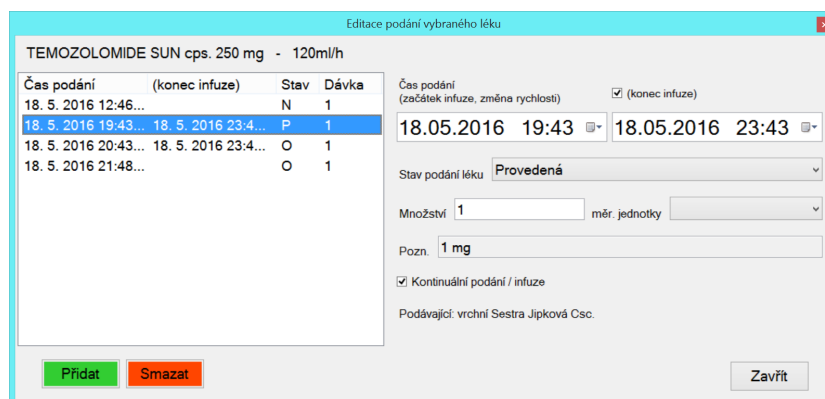 Editace podání vybraného léku
x
TEMOZOLOMIDE SUN cps. 250 mg - 120ml/h
Čas podání (konec infuze) Stav Dávka
18. 5. 2016 12:46... N 1
18. 5. 2016 19:43... 18. 5. 2016 23:4... P 1
18. 5. 2016 20:43... 18. 5. 2016 23:4... O 1
18. 5. 2016 21:48... O 1
Čas podání
(začátek infuze, změna rychlosti) (konec infuze)
18.05.2016 19:43 18.05.2016 23:43
Stav podání léku Provedená
Množství 1 měr. jednotky
Pozn. 1 mg
Kontinuální podání / infuze
Podávající: vrchní Sestra Jipková Csc.
Přidat Smazat Zavřít